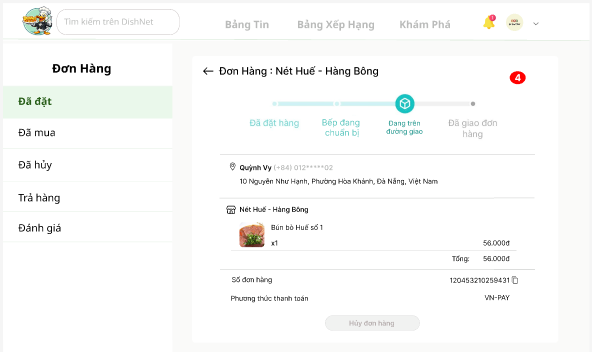 Tìm kiếm trên DishNet
Bảng Tin
Bảng Xếp Hạng
Khám Phá
Đơn Hàng
Đã đặt
Đã mua
Đã hủy
Trả hàng
Đánh giá
Đơn Hàng : Nét Huế - Hàng Bông
4
Đã đặt hàng
Bếp đang
chuẩn bị
Đang trên
đường giao
Đã giao đơn
hàng
Quỳnh Vy (+84) 012*****02
10 Nguyễn Như Hạnh, Phường Hòa Khánh, Đà Nẵng, Việt Nam
Nét Huế - Hàng Bông
Bún bò Huế số 1
x1 56.000đ
Tổng: 56.000đ
Số đơn hàng 120453210259431
Phương thức thanh toán VN-PAY
Hủy đơn hàng